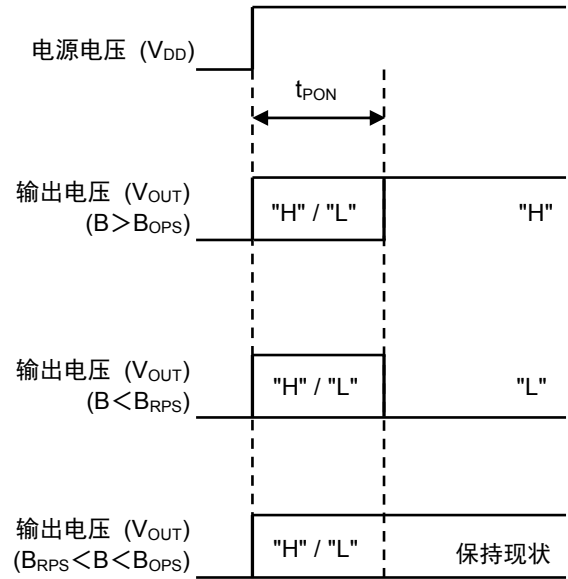 电源电压 (VDD)
tPON
输出电压 (VOUT)
(B＞BOPS)
"H" / "L"
"H"
输出电压 (VOUT)
(B＜BRPS)
"H" / "L"
"L"
输出电压 (VOUT)
(BRPS＜B＜BOPS)
"H" / "L"
保持现状